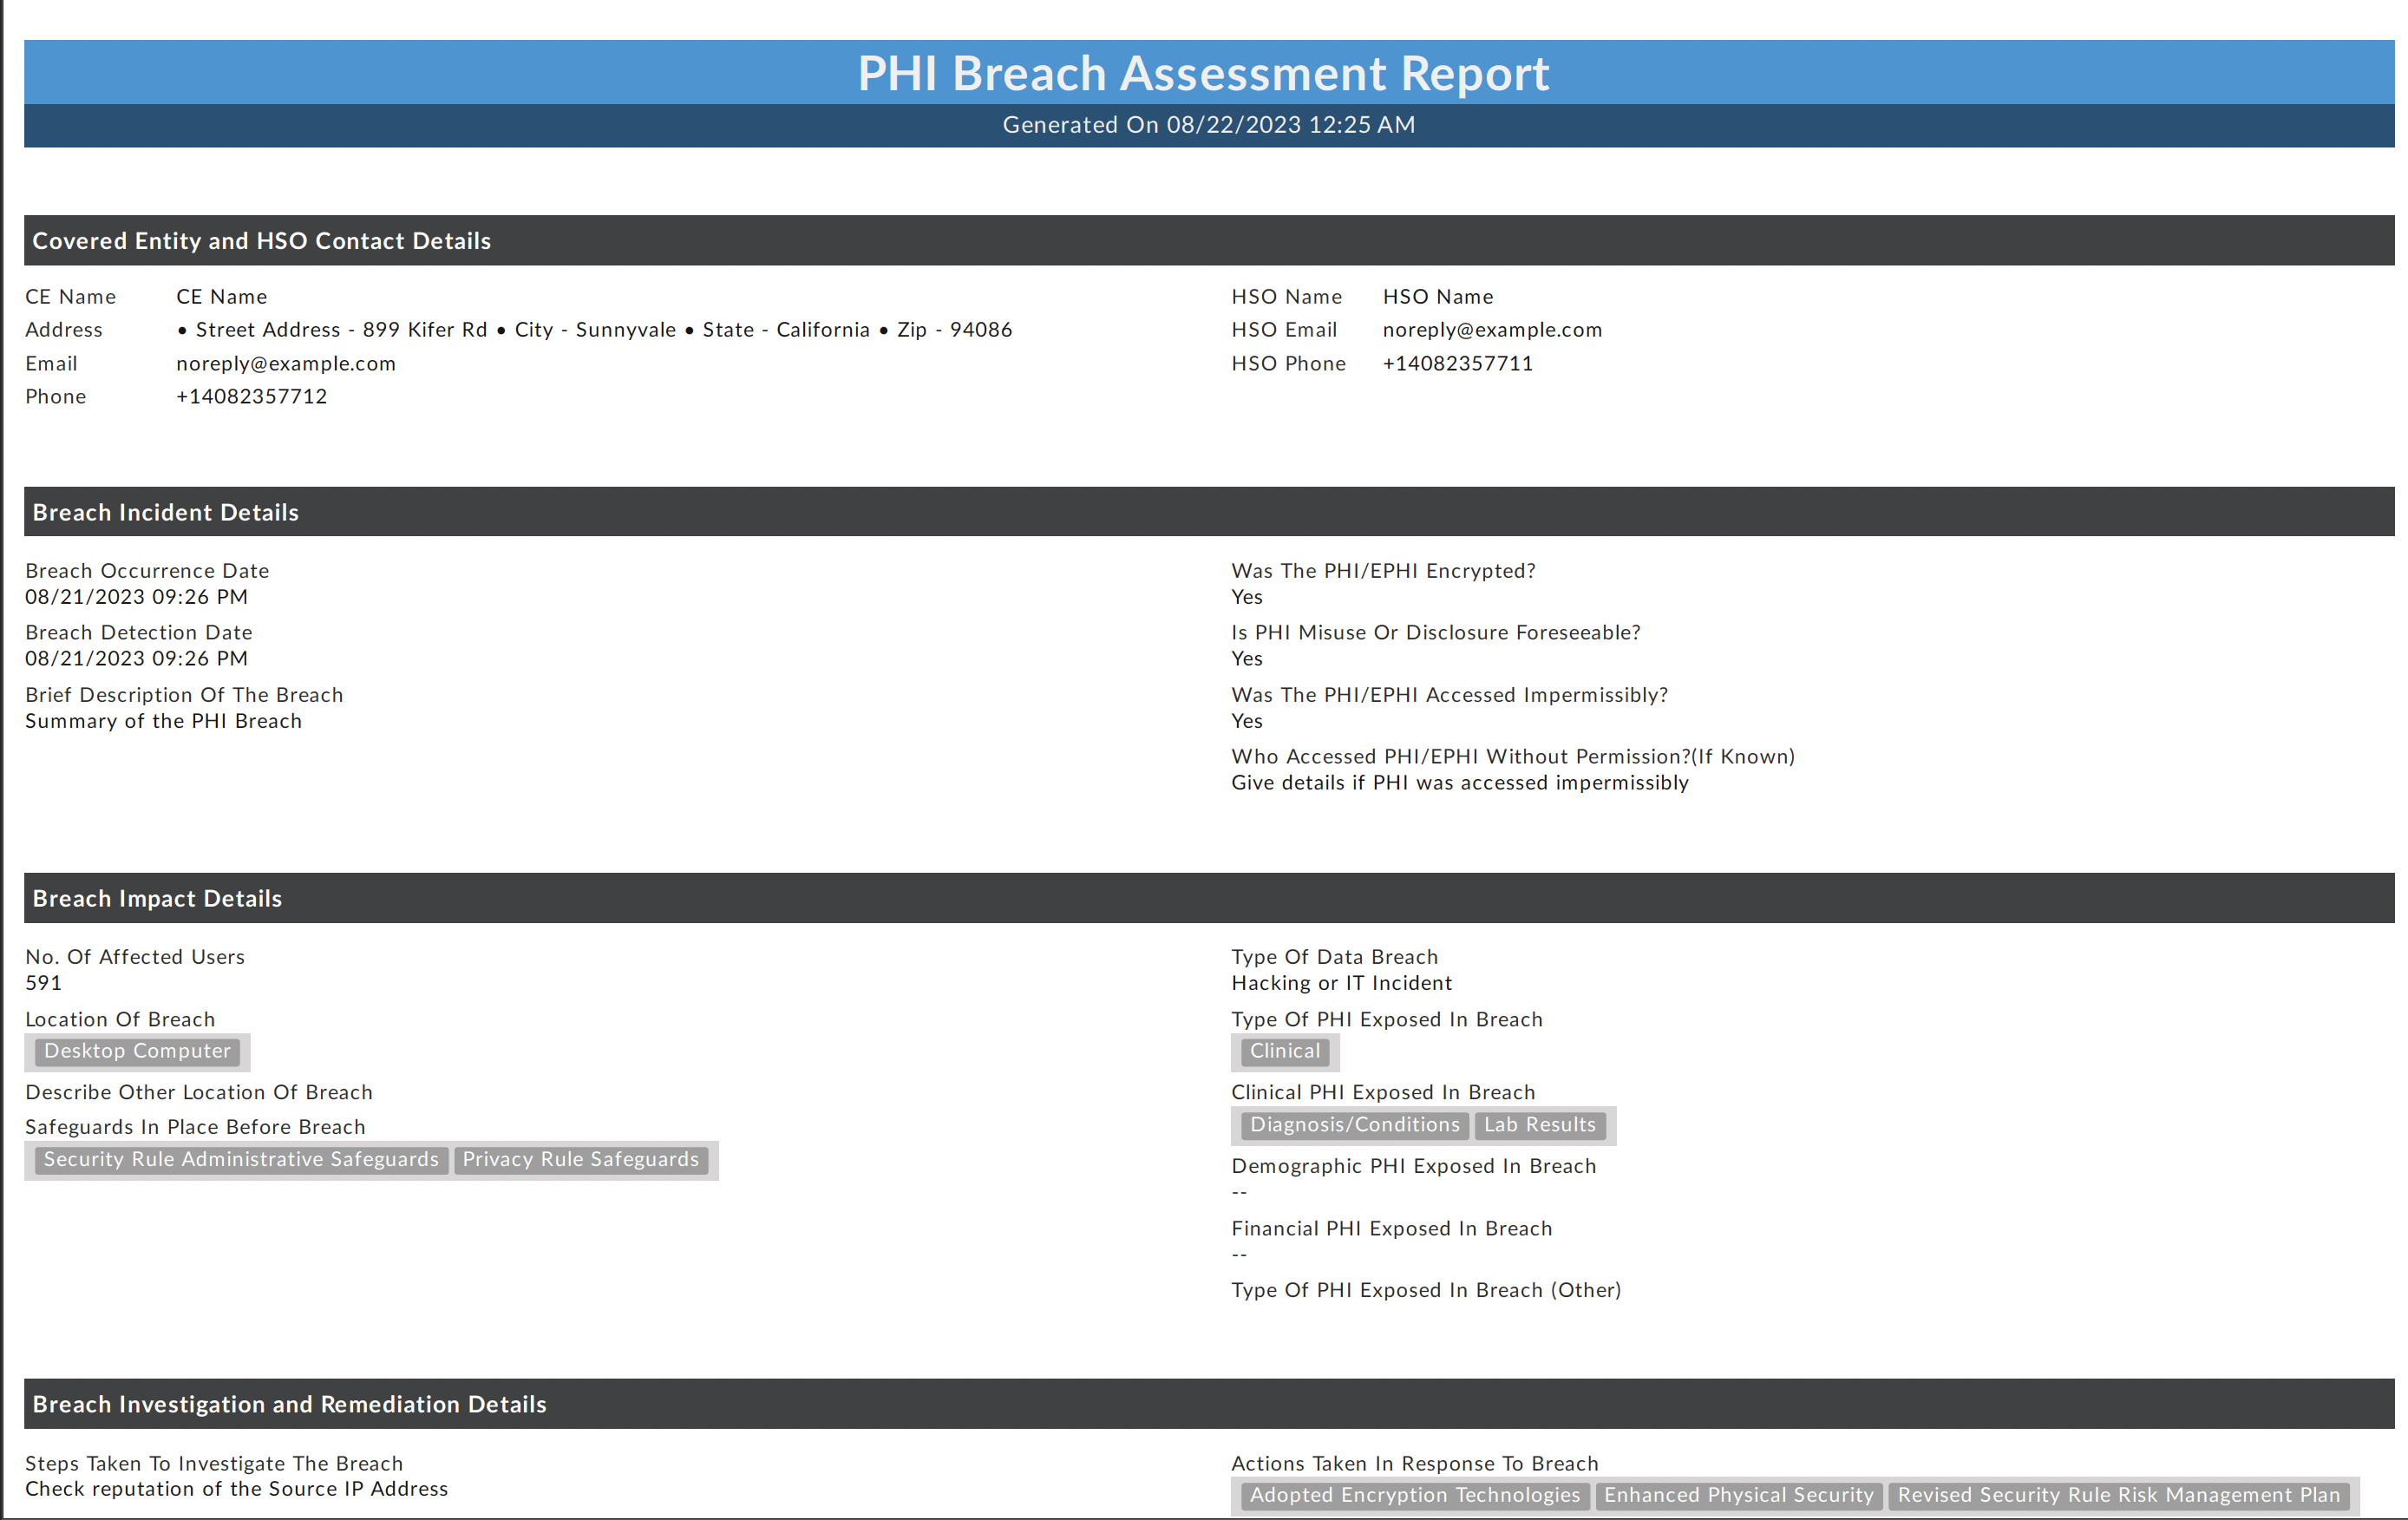 PHI Breach Assessment Report
Generated On 08/22/2023 12:25 AM
Covered Entity and HSO Contact Details
CE Name CE Name
Address • Street Address - 899 Kifer Rd • City - Sunnyvale • State - California • Zip - 94086
Email noreply@example.com
Phone +14082357712
HSO Name HSO Name
HSO Email noreply@example.com
HSO Phone +14082357711
Breach Incident Details
Breach Occurrence Date
08/21/2023 09:26 PM
Breach Detection Date
08/21/2023 09:26 PM
Brief Description Of The Breach
Summary of the PHI Breach
Was The PHI/EPHI Encrypted?
Yes
Is PHI Misuse Or Disclosure Foreseeable?
Yes
Was The PHI/EPHI Accessed Impermissibly?
Yes
Who Accessed PHI/EPHI Without Permission?(If Known)
Give details if PHI was accessed impermissibly
Breach Impact Details
No. Of Affected Users
591
Location Of Breach
Desktop Computer
Describe Other Location Of Breach
Safeguards In Place Before Breach
Security Rule Administrative Safeguards Privacy Rule Safeguards
Type Of Data Breach
Hacking or IT Incident
Type Of PHI Exposed In Breach
Clinical
Clinical PHI Exposed In Breach
Diagnosis/Conditions Lab Results
Demographic PHI Exposed In Breach
--
Financial PHI Exposed In Breach
--
Type Of PHI Exposed In Breach (Other)
Breach Investigation and Remediation Details
Steps Taken To Investigate The Breach
Check reputation of the Source IP Address
Actions Taken In Response To Breach
Adopted Encryption Technologies Enhanced Physical Security Revised Security Rule Risk Management Plan